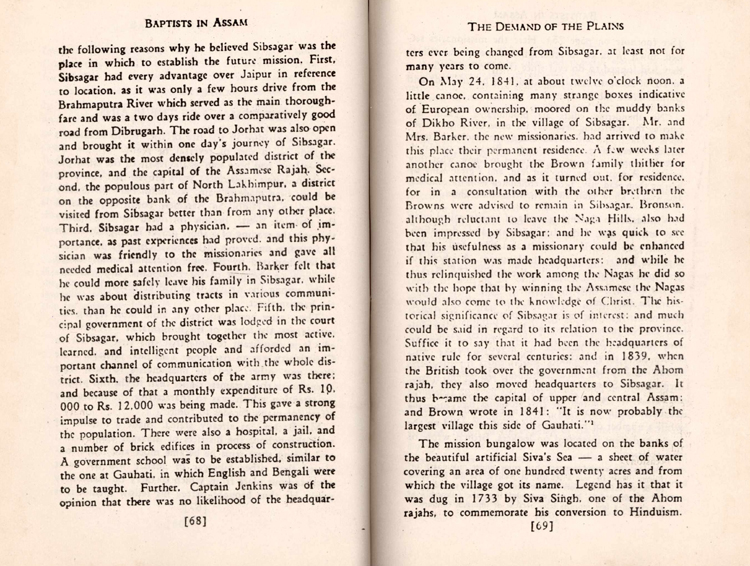 BAPTISTS IN ASSAM
the following reasons why he believed Sibsagar was the
place in which to establish the future mission. First,
Sibsagar had every advantage over Jaipur in reference
to location, as it was only a few hours drive from the
Brahmaputra River which served as the main thorough-
fare and was a two days ride over a comparatively good
road from Dibrugarh. The road to Jorhat was also open
and brought it within one day's journey of Sibsagar.
Jorhat was the most densely populated district of the
province, and the capital of the Assamese Rajah. Sec-
ond, the populous part of North Lakhimpur, a district
on the opposite bank of the Brahmaputra, could be
visited from Sibsagar better than from any other place.
Third, Sibsagar had a physician, — an item of im-
portance, as past experiences had proved, and this phy-
sician was friendly to the missionaries and gave all
needed medical attention free. Fourth, Barker felt that
he could more safely leave his family in Sibsagar, while
he was about distributing tracts in various communi-
ties, than he could in any other place. Fifth, the prin-
cipal government of the district was lodged in the court
of Sibsagar, which brought together the most active,
learned, and intelligent people and afforded an im-
portant channel of communication with the whole dis-
trict. Sixth, the headquarters of the army was there;
and because of that a monthly expenditure of Rs. 10,
000 to Rs. 12,000 was being made. This gave a strong
impulse to trade and contributed to the permanency of
the population. There were also a hospital, a jail, and
a number of brick edifices in process of construction.
A government school was to be established, similar to
the one at Gauhati, in which English and Bengali were
to be taught. Further, Captain Jenkins was of the
opinion that there was no likelihood of the headquar-
[68]
THE DEMAND OF THE PLAINS
ters ever being changed from Sibsagar, at least not for
many years to come.
On May 24, 1841, at about twelve o'clock noon, a
little canoe, containing many strange boxes indicative
of European ownership, moored on the muddy banks
of Dikho River, in the village of Sibsagar. Mr. and
Mrs. Barker, the new missionaries, had arrived to make
this place their permanent residence. A few weeks later
another canoe brought the Brown family thither for
medical attention, and as it turned out, for residence,
for in a consultation with the other brethren the
Browns were advised to remain in Sibsagar. Bronson,
although reluctant to leave the Naga Hills, also had
been impressed by Sibsagar; and he was quick to see
that his usefulness as a missionary could be enhanced
if this station was made headquarters; and while he
thus relinquished the work among the Nagas he did so
with the hope that by winning the Assamese the Nagas
would also come to the knowledge of Christ. The his-
torical significance of Sibsagar is of interest; and much
could be said in regard to its relation to the province.
Suffice it to say that it had been the headquarters of
native rule for several centuries; and in 1839, when
the British took over the government from the Ahom
rajah, they also moved headquarters to Sibsagar. It
thus became the capital of upper and central Assam;
and Brown wrote in 1841: "It is now probably the
largest village this side of Gauhati."¹
The mission bungalow was located on the banks of
the beautiful artificial Siva's Sea — a sheet of water
covering an area of one hundred twenty acres and from
which the village got its name. Legend has it that it
was dug in 1733 by Siva Singh, one of the Ahom
rajahs, to commemorate his conversion to Hinduism.
[69]